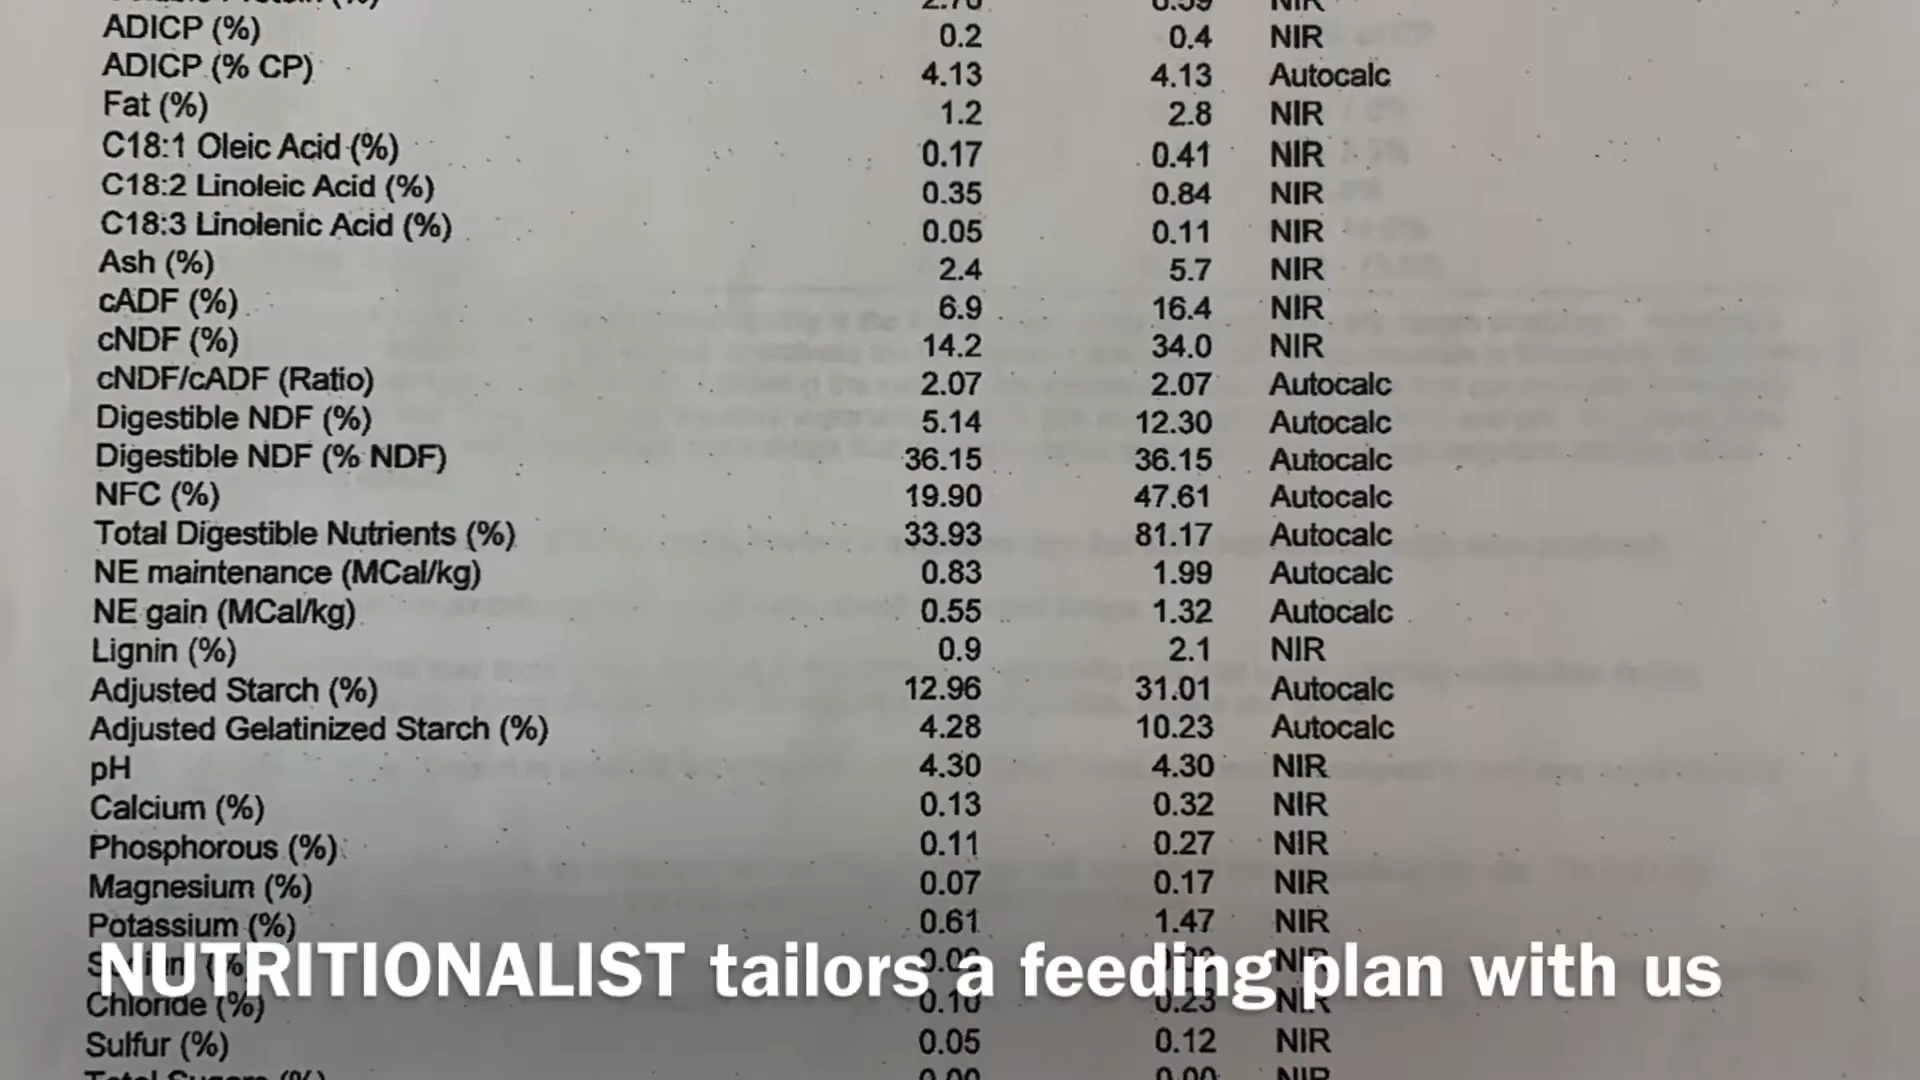 ADICP (%) 0.2 0.4 NIR
ADICP (% CP) 4.13 4.13 Autocalc
Fat (%) 1.2 2.8 NIR
C18:1 Oleic Acid (%) 0.17 0.41 NIR
C18:2 Linoleic Acid (%) 0.35 0.84 NIR
C18:3 Linolenic Acid (%) 0.05 0.11 NIR
Ash (%) 2.4 5.7 NIR
cADF (%) 6.9 16.4 NIR
cNDF (%) 14.2 34.0 NIR
cNDF/cADF (Ratio) 2.07 2.07 Autocalc
Digestible NDF (%) 5.14 12.30 Autocalc
Digestible NDF (% NDF) 36.15 36.15 Autocalc
NFC (%) 19.90 47.61 Autocalc
Total Digestible Nutrients (%) 33.93 81.17 Autocalc
NE maintenance (MCal/kg) 0.83 1.99 Autocalc
NE gain (MCal/kg) 0.55 1.32 Autocalc
Lignin (%) 0.9 2.1 NIR
Adjusted Starch (%) 12.96 31.01 Autocalc
Adjusted Gelatinized Starch (%) 4.28 10.23 Autocalc
pH 4.30 4.30 NIR
Calcium (%) 0.13 0.32 NIR
Phosphorous (%) 0.11 0.27 NIR
Magnesium (%) 0.07 0.17 NIR
Potassium (%) 0.61 1.47 NIR
NUTRITIONALIST tailors a feeding plan with us
Chloride (%) 0.10 0.23 NIR
Sulfur (%) 0.05 0.12 NIR